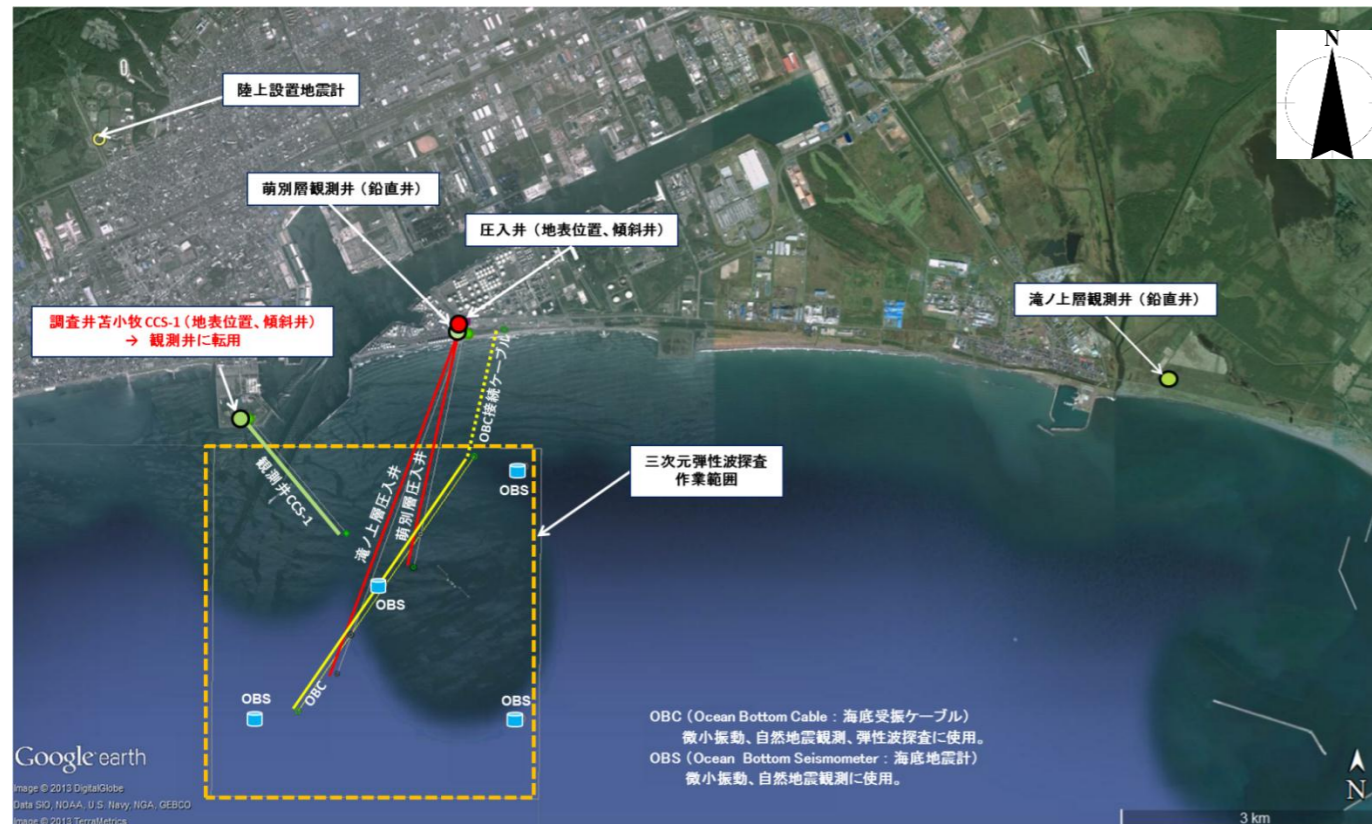 N
陸上設置地震計
萌別層観測井（鉛直井）
圧入井（地表位置、傾斜井）
調査井苫小牧CCS-1（地表位置、傾斜井）
→ 観測井に転用
滝ノ上層観測井（鉛直井）
OBC接続ケーブル
観測井CCS-1
滝ノ上層圧入井
萌別層圧入井
三次元弾性波探査
作業範囲
OBS
OBS
OBS
OBC
OBS
OBC（Ocean Bottom Cable：海底受振ケーブル）
微小振動、自然地震観測、弾性波探査に使用。
OBS（Ocean Bottom Seismometer：海底地震計）
微小振動、自然地震観測に使用。
Google earth
Image © 2013 DigitalGlobe
Data SIO, NOAA, U.S. Navy, NGA, GEBCO
Image © 2013 TerraMetrics
N
3 km